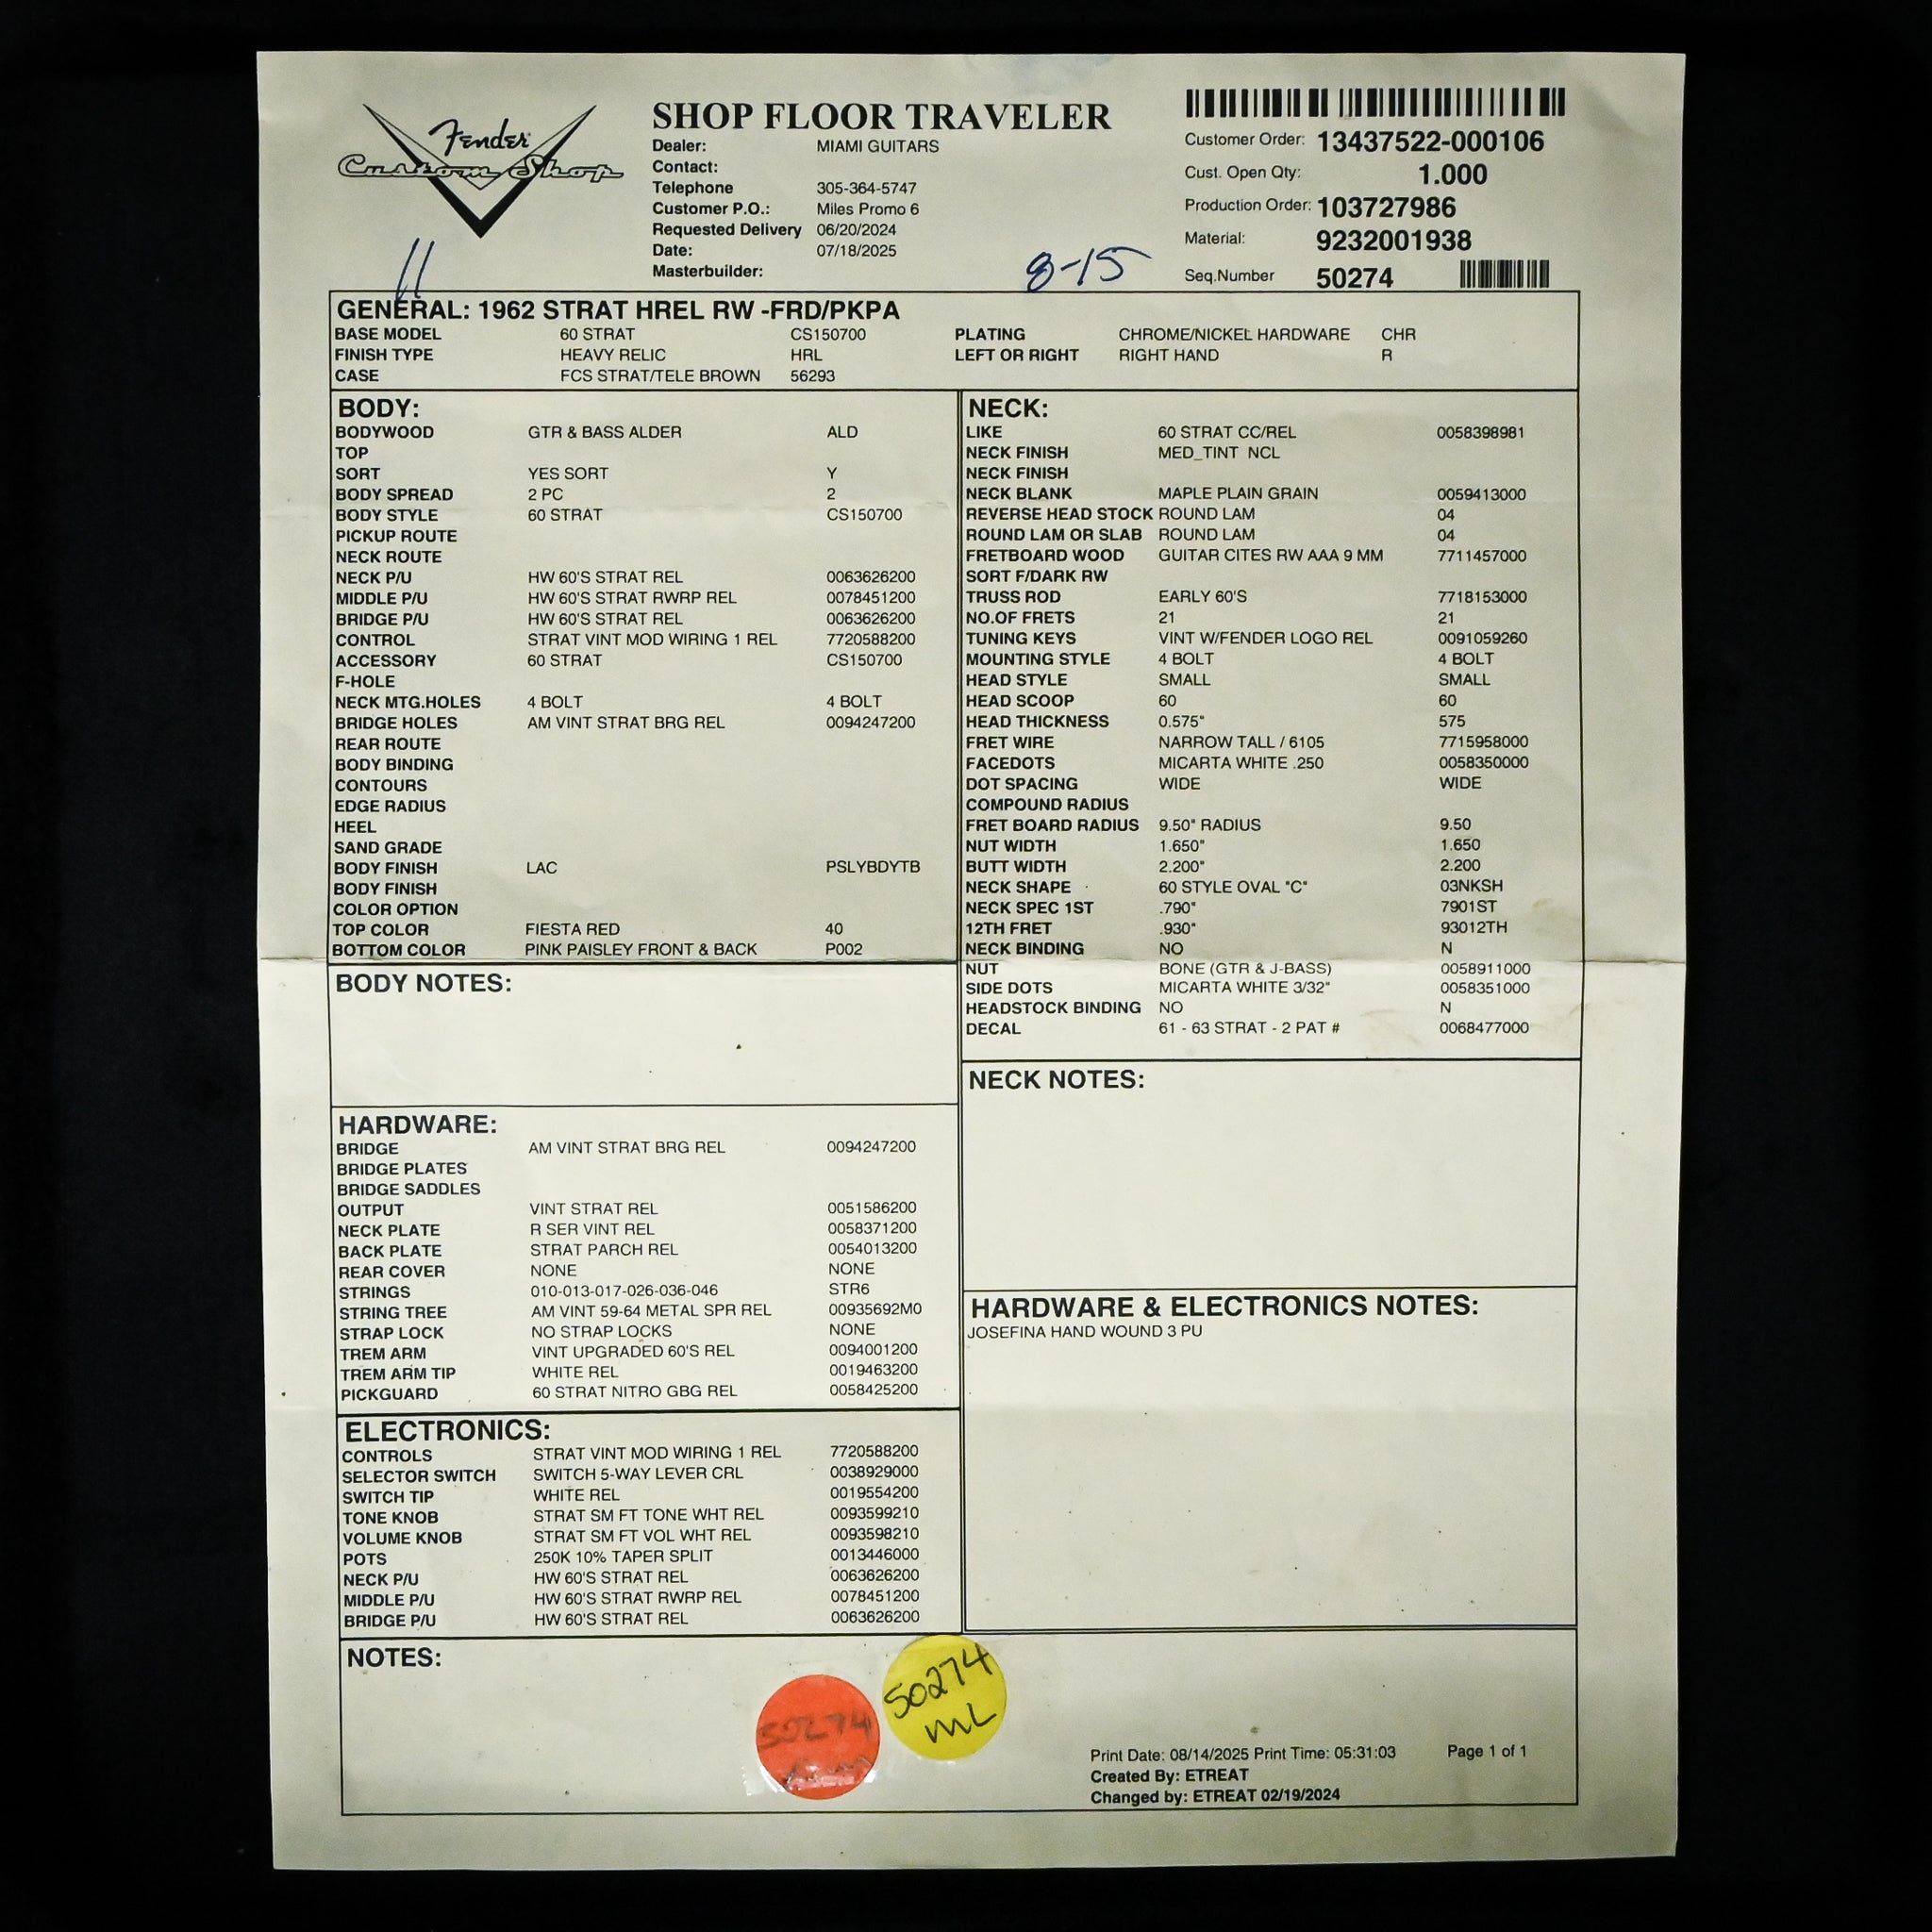 Fender
Custom Shop
SHOP FLOOR TRAVELER
Dealer: MIAMI GUITARS
Contact:
Telephone 305-364-5747
Customer P.O.: Miles Promo 6
Requested Delivery 06/20/2024
Date: 07/18/2025
Masterbuilder:
Customer Order: 13437522-000106
Cust. Open Qty: 1.000
Production Order: 103727986
Material: 9232001938
Seq.Number 50274
11
8-15
GENERAL: 1962 STRAT HREL RW -FRD/PKPA
BASE MODEL 60 STRAT CS150700 PLATING CHROME/NICKEL HARDWARE CHR
FINISH TYPE HEAVY RELIC HRL LEFT OR RIGHT RIGHT HAND R
CASE FCS STRAT/TELE BROWN 56293
BODY:
BODYWOOD GTR & BASS ALDER ALD
TOP
SORT YES SORT Y
BODY SPREAD 2 PC 2
BODY STYLE 60 STRAT CS150700
PICKUP ROUTE
NECK ROUTE
NECK P/U HW 60'S STRAT REL 0063626200
MIDDLE P/U HW 60'S STRAT RWRP REL 0078451200
BRIDGE P/U HW 60'S STRAT REL 0063626200
CONTROL STRAT VINT MOD WIRING 1 REL 7720588200
ACCESSORY 60 STRAT CS150700
F-HOLE
NECK MTG.HOLES 4 BOLT 4 BOLT
BRIDGE HOLES AM VINT STRAT BRG REL 0094247200
REAR ROUTE
BODY BINDING
CONTOURS
EDGE RADIUS
HEEL
SAND GRADE
BODY FINISH LAC PSLYBDYTB
BODY FINISH
COLOR OPTION
TOP COLOR FIESTA RED 40
BOTTOM COLOR PINK PAISLEY FRONT & BACK P002
BODY NOTES:
HARDWARE:
BRIDGE AM VINT STRAT BRG REL 0094247200
BRIDGE PLATES
BRIDGE SADDLES
OUTPUT VINT STRAT REL 0051586200
NECK PLATE R SER VINT REL 0058371200
BACK PLATE STRAT PARCH REL 0054013200
REAR COVER NONE NONE
STRINGS 010-013-017-026-036-046 STR6
STRING TREE AM VINT 59-64 METAL SPR REL 00935692M0
STRAP LOCK NO STRAP LOCKS NONE
TREM ARM VINT UPGRADED 60'S REL 0094001200
TREM ARM TIP WHITE REL 0019463200
PICKGUARD 60 STRAT NITRO GBG REL 0058425200
ELECTRONICS:
CONTROLS STRAT VINT MOD WIRING 1 REL 7720588200
SELECTOR SWITCH SWITCH 5-WAY LEVER CRL 0038929000
SWITCH TIP WHITE REL 0019554200
TONE KNOB STRAT SM FT TONE WHT REL 0093599210
VOLUME KNOB STRAT SM FT VOL WHT REL 0093598210
POTS 250K 10% TAPER SPLIT 0013446000
NECK P/U HW 60'S STRAT REL 0063626200
MIDDLE P/U HW 60'S STRAT RWRP REL 0078451200
BRIDGE P/U HW 60'S STRAT REL 0063626200
NECK:
LIKE 60 STRAT CC/REL 0058398981
NECK FINISH MED_TINT NCL
NECK FINISH
NECK BLANK MAPLE PLAIN GRAIN 0059413000
REVERSE HEAD STOCK ROUND LAM 04
ROUND LAM OR SLAB ROUND LAM 04
FRETBOARD WOOD GUITAR CITES RW AAA 9 MM 7711457000
SORT F/DARK RW
TRUSS ROD EARLY 60'S 7718153000
NO.OF FRETS 21 21
TUNING KEYS VINT W/FENDER LOGO REL 0091059260
MOUNTING STYLE 4 BOLT 4 BOLT
HEAD STYLE SMALL SMALL
HEAD SCOOP 60 60
HEAD THICKNESS 0.575" 575
FRET WIRE NARROW TALL / 6105 7715958000
FACEDOTS MICARTA WHITE .250 0058350000
DOT SPACING WIDE WIDE
COMPOUND RADIUS
FRET BOARD RADIUS 9.50" RADIUS 9.50
NUT WIDTH 1.650" 1.650
BUTT WIDTH 2.200" 2.200
NECK SHAPE 60 STYLE OVAL "C" 03NKSH
NECK SPEC 1ST .790" 7901ST
12TH FRET .930" 93012TH
NECK BINDING NO N
NUT BONE (GTR & J-BASS) 0058911000
SIDE DOTS MICARTA WHITE 3/32" 0058351000
HEADSTOCK BINDING NO N
DECAL 61 - 63 STRAT - 2 PAT # 0068477000
NECK NOTES:
HARDWARE & ELECTRONICS NOTES:
JOSEFINA HAND WOUND 3 PU
NOTES:
50274
50274
ML
Print Date: 08/14/2025 Print Time: 05:31:03 Page 1 of 1
Created By: ETREAT
Changed by: ETREAT 02/19/2024